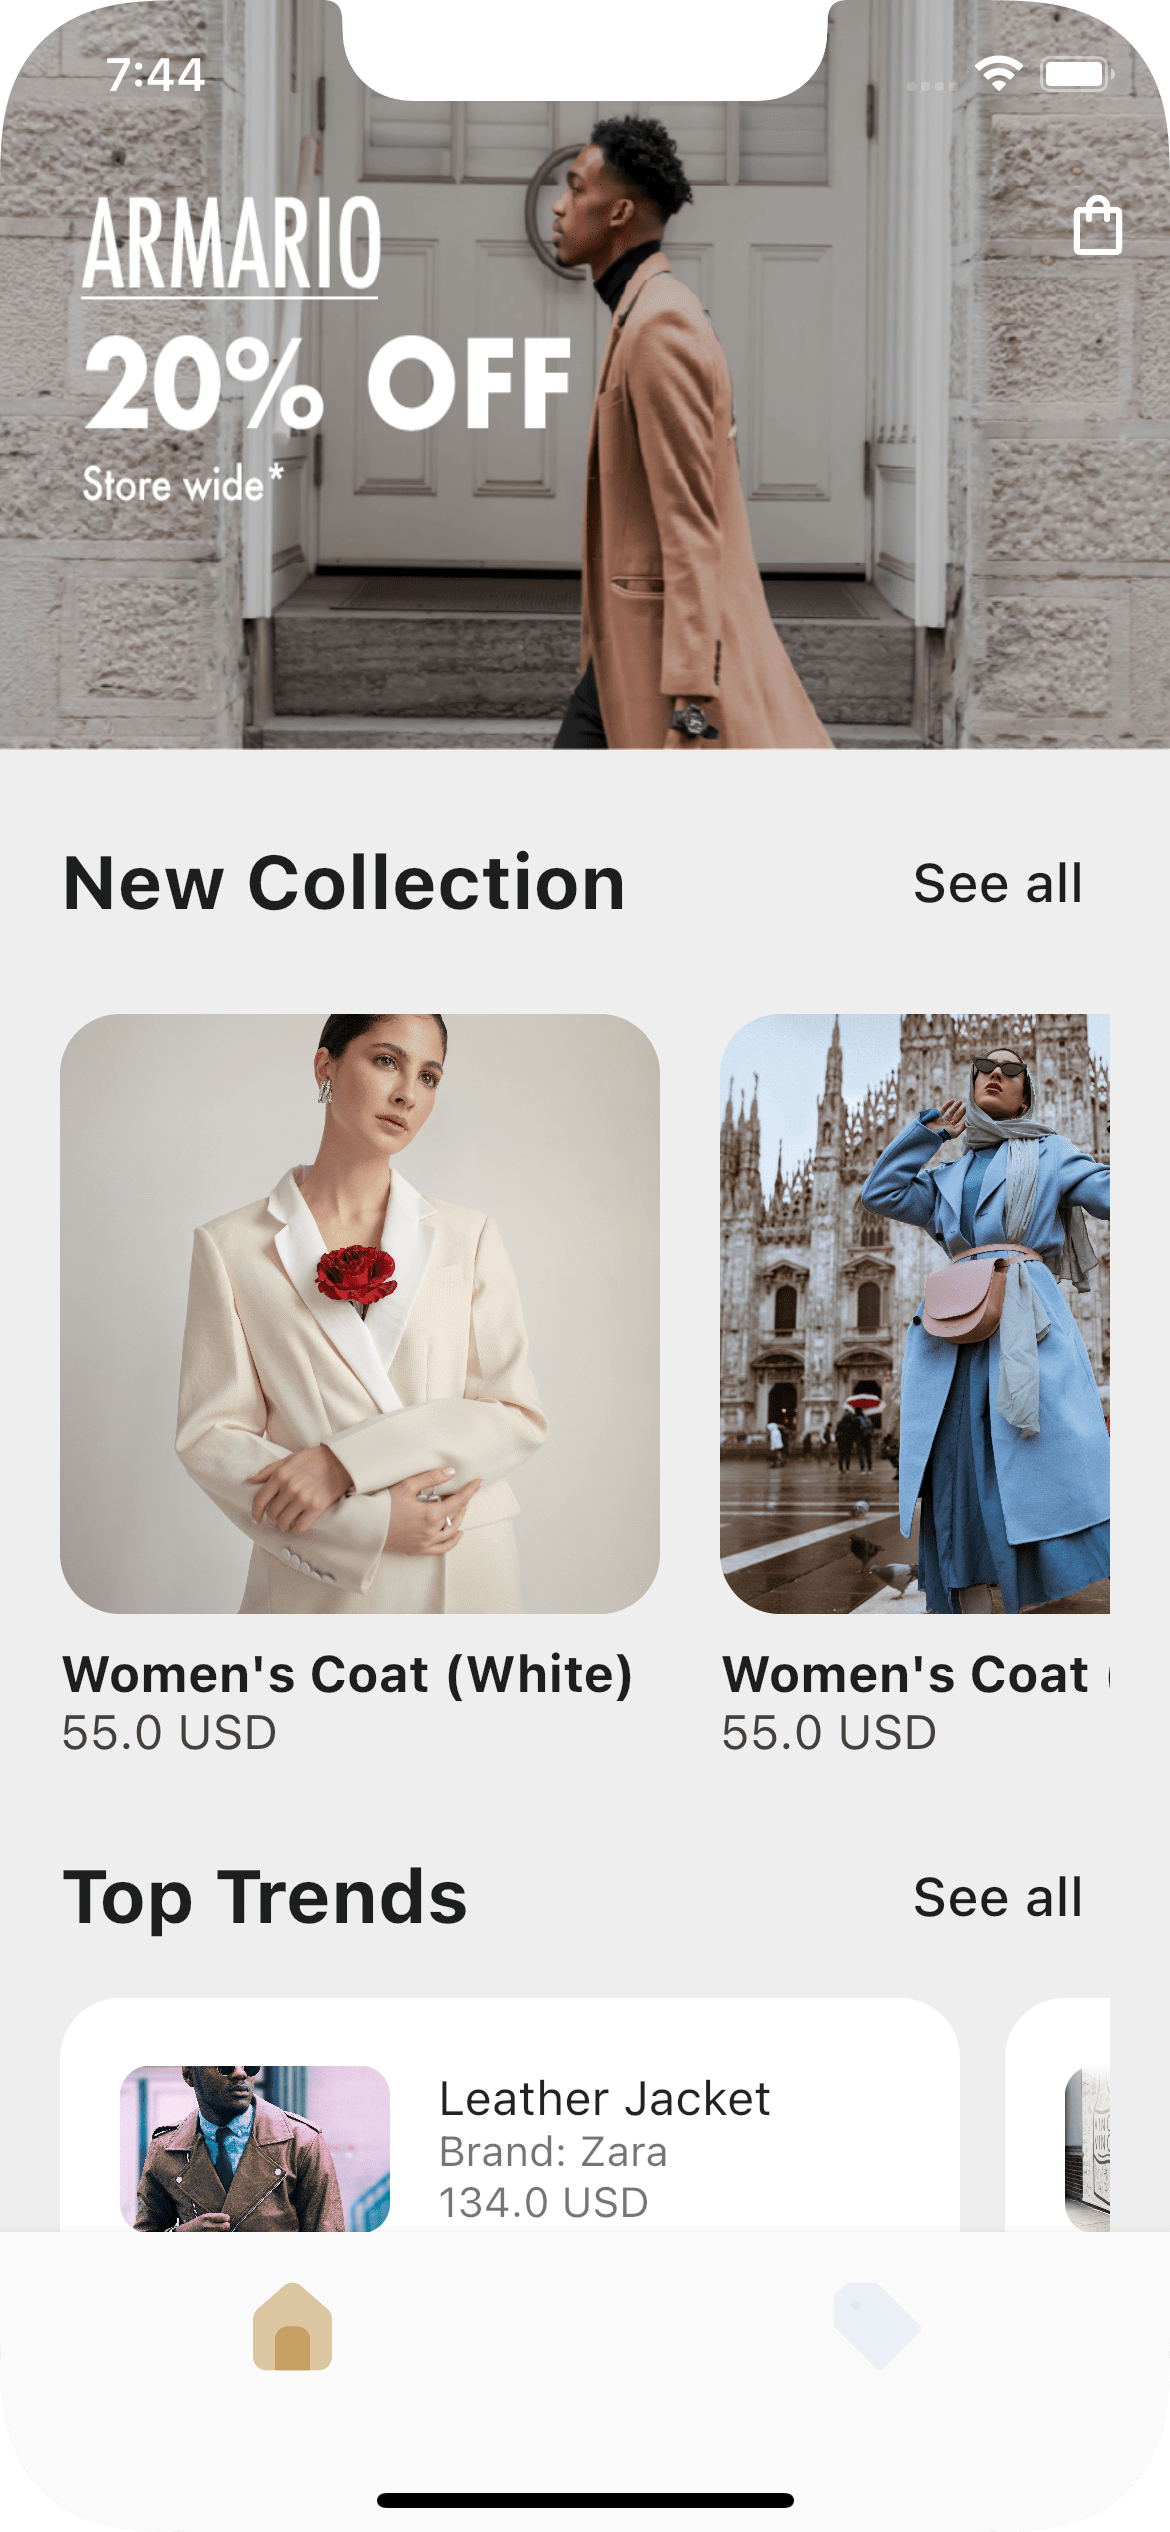 7:44
ARMARIO
20% OFF
Store wide*
New Collection
See all
Women's Coat (White)
55.0 USD
Women's Coat (
55.0 USD
Top Trends
See all
Leather Jacket
Brand: Zara
134.0 USD